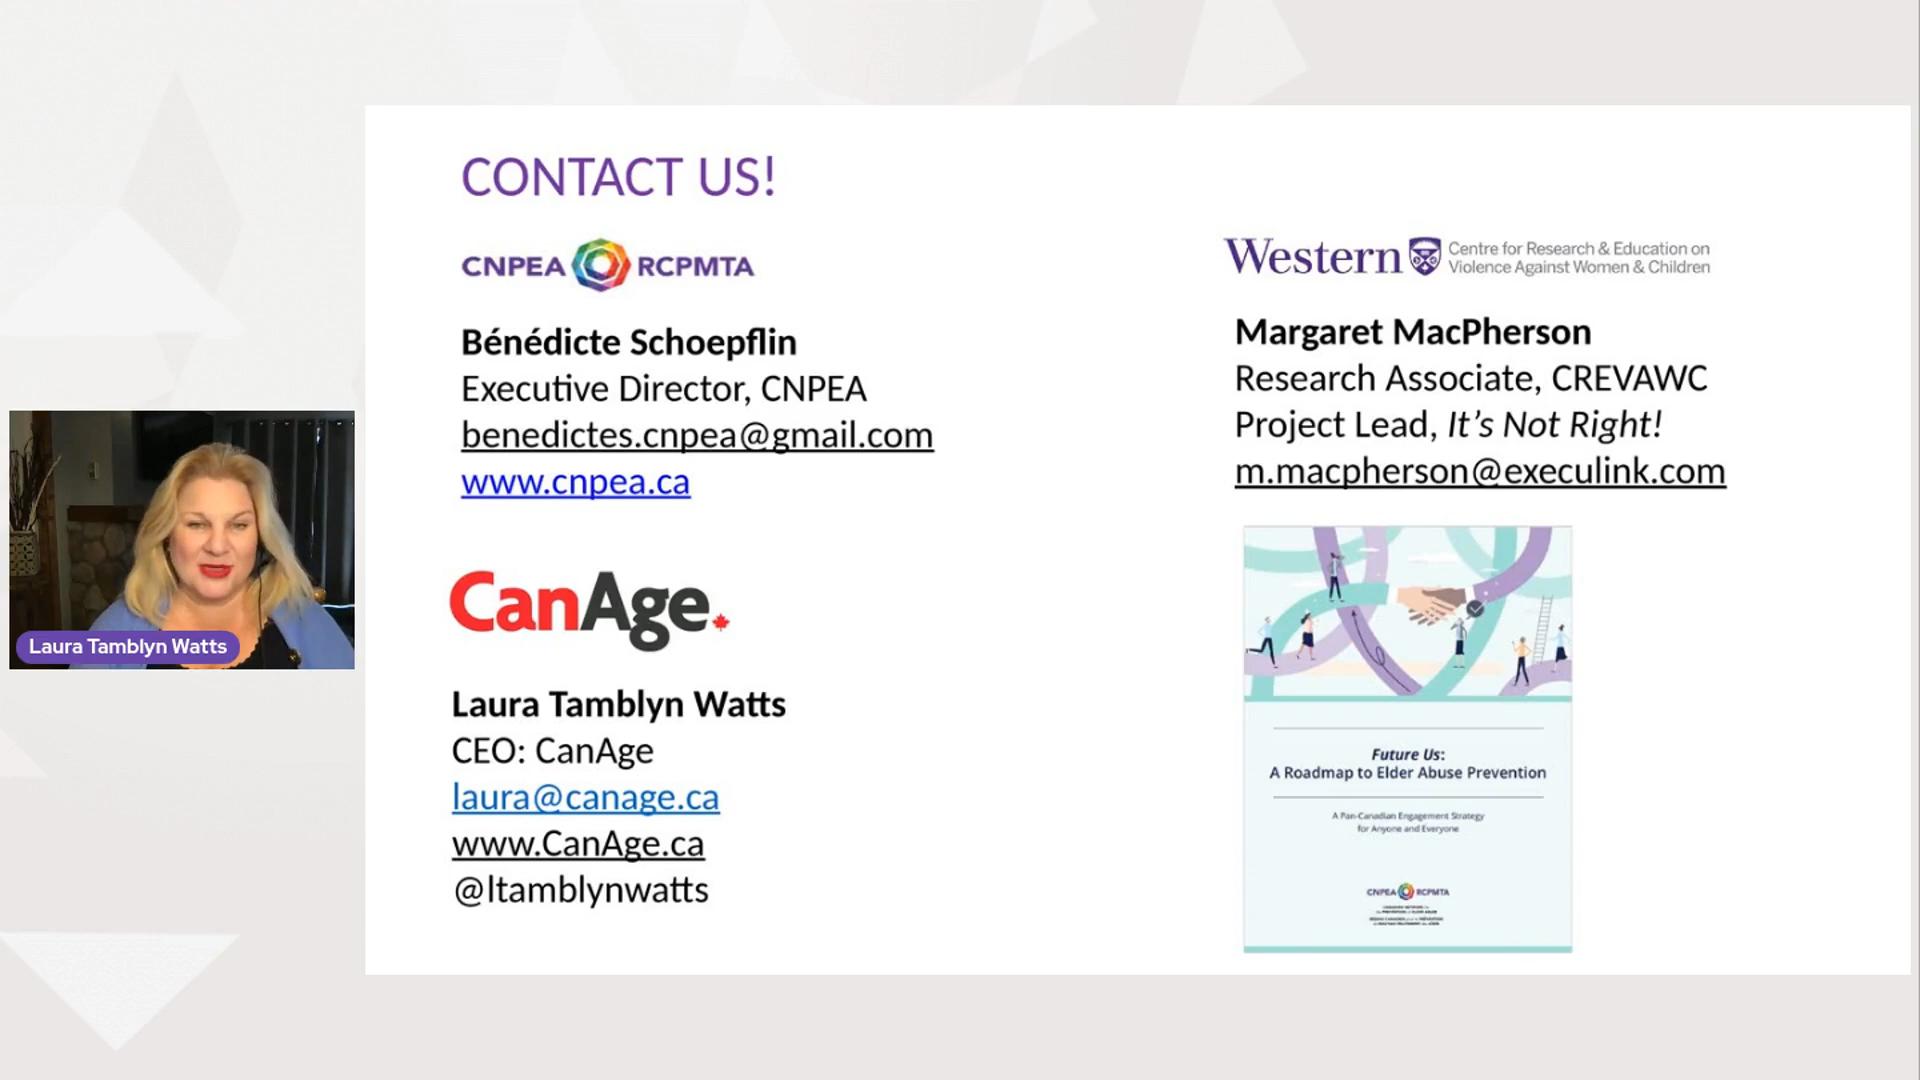 CONTACT US!
CNPEA RCPMTA
Bénédicte Schoepflin
Executive Director, CNPEA
benedictes.cnpea@gmail.com
www.cnpea.ca
CanAge.
Laura Tamblyn Watts
CEO: CanAge
laura@canage.ca
www.CanAge.ca
@ltamblynwatts
Western Centre for Research & Education on
Violence Against Women & Children
Margaret MacPherson
Research Associate, CREVAWC
Project Lead, It's Not Right!
m.macpherson@execulink.com
Future Us:
A Roadmap to Elder Abuse Prevention
A Pan-Canadian Engagement Strategy
for Anyone and Everyone
CNPEA RCPMTA
Laura Tamblyn Watts